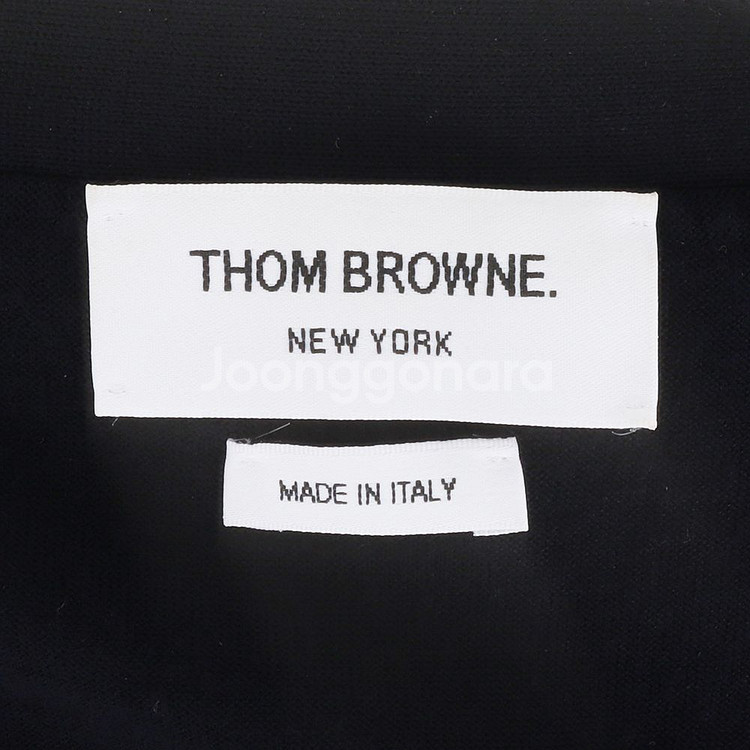 THOM BROWNE.
NEW YORK
Joonggonara
MADE IN ITALY